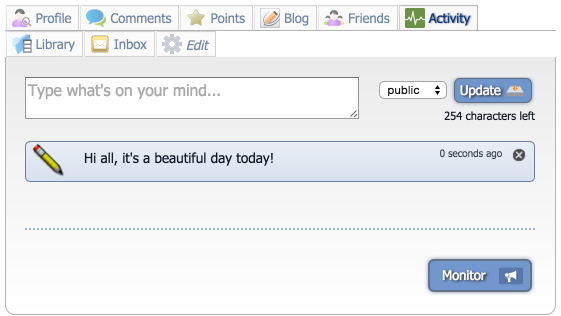 Profile Comments Points Blog Friends Activity
Library Inbox Edit
Type what's on your mind...
public Update
254 characters left
Hi all, it's a beautiful day today! 0 seconds ago
Monitor